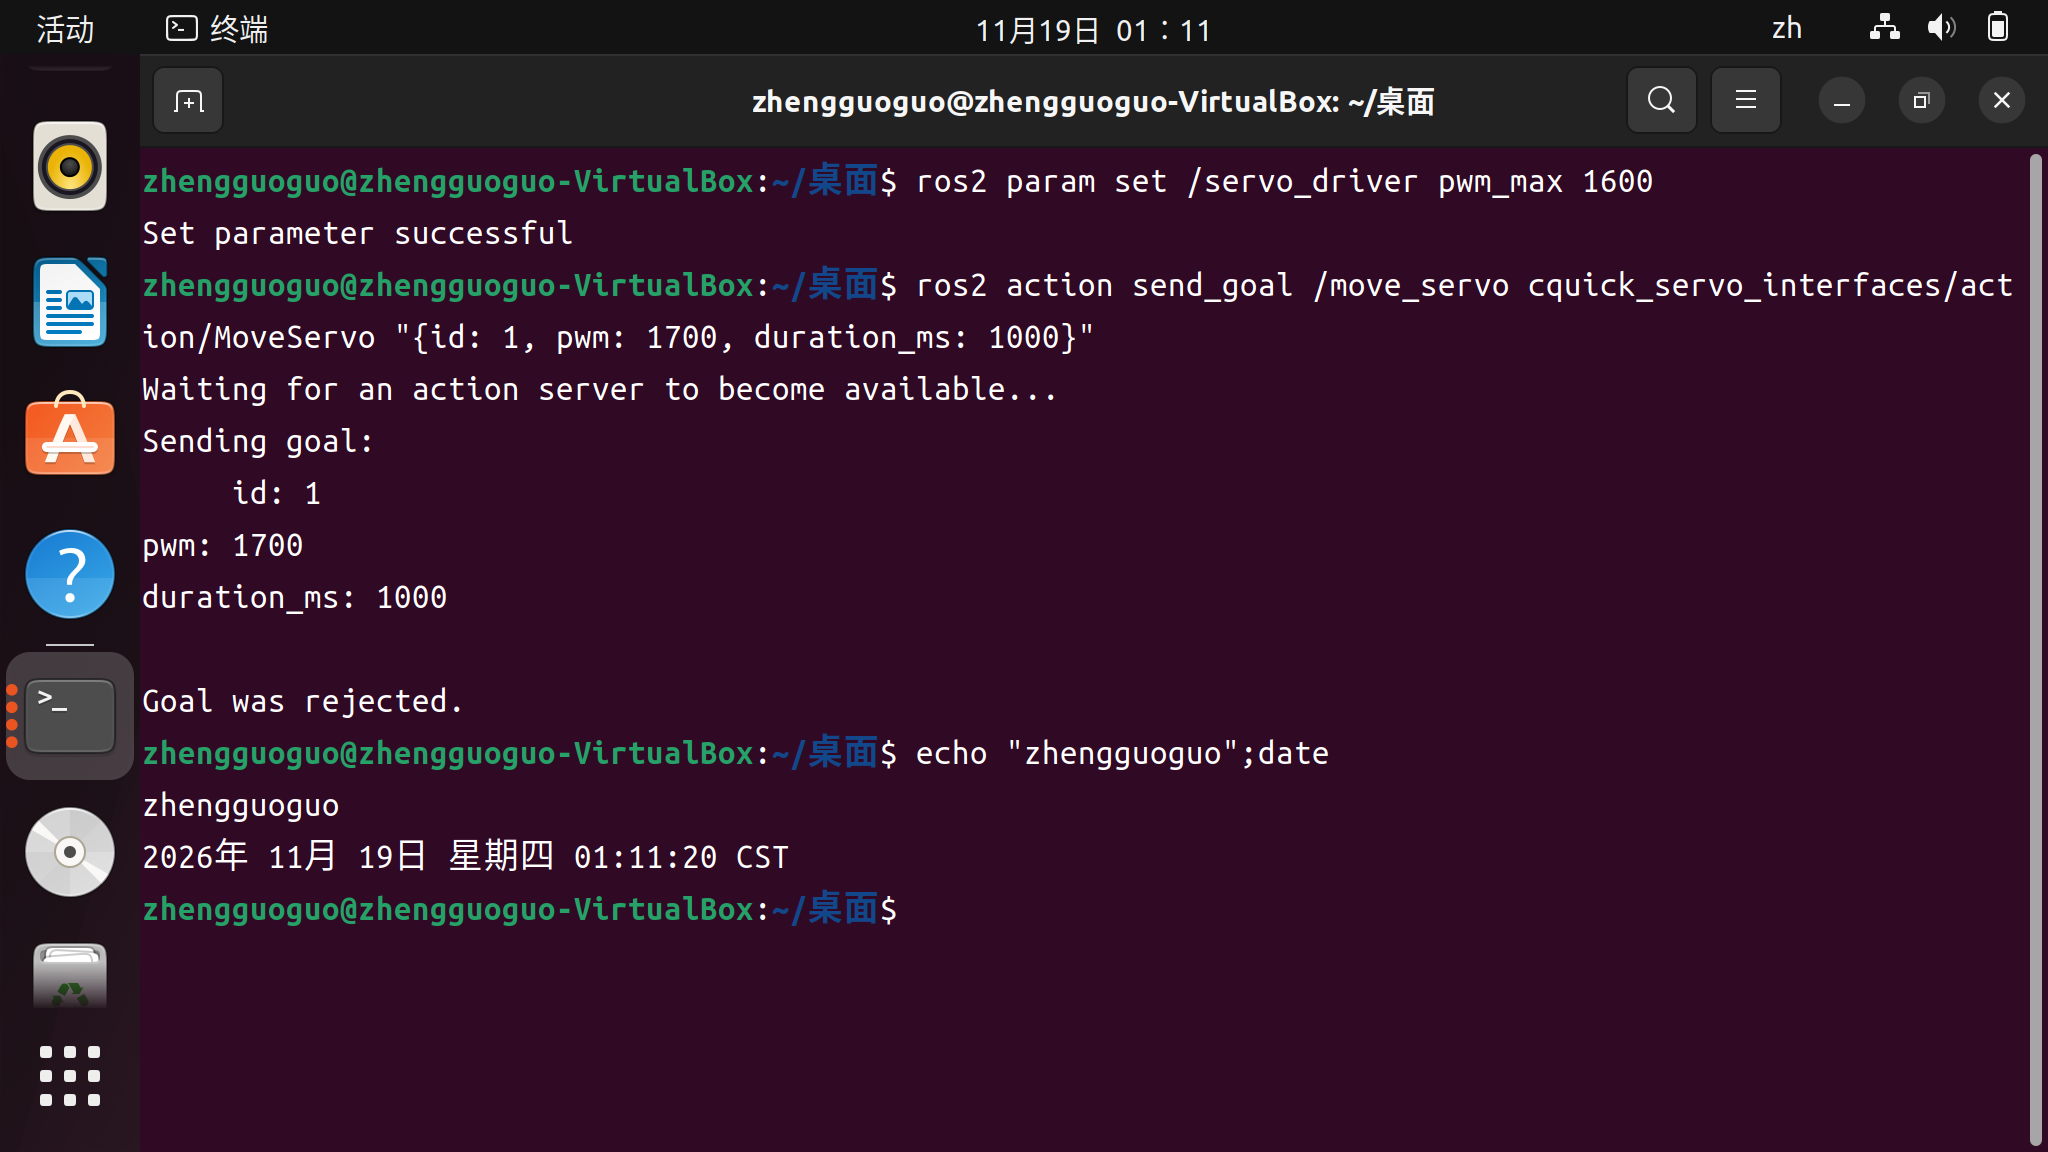 活动
终端
11月19日 01：11
zh
zhengguoguo@zhengguoguo-VirtualBox: ~/桌面
zhengguoguo@zhengguoguo-VirtualBox:~/桌面$ ros2 param set /servo_driver pwm_max 1600
Set parameter successful
zhengguoguo@zhengguoguo-VirtualBox:~/桌面$ ros2 action send_goal /move_servo cquick_servo_interfaces/act
ion/MoveServo "{id: 1, pwm: 1700, duration_ms: 1000}"
Waiting for an action server to become available...
Sending goal:
     id: 1
pwm: 1700
duration_ms: 1000

Goal was rejected.
zhengguoguo@zhengguoguo-VirtualBox:~/桌面$ echo "zhengguoguo";date
zhengguoguo
2026年 11月 19日 星期四 01:11:20 CST
zhengguoguo@zhengguoguo-VirtualBox:~/桌面$